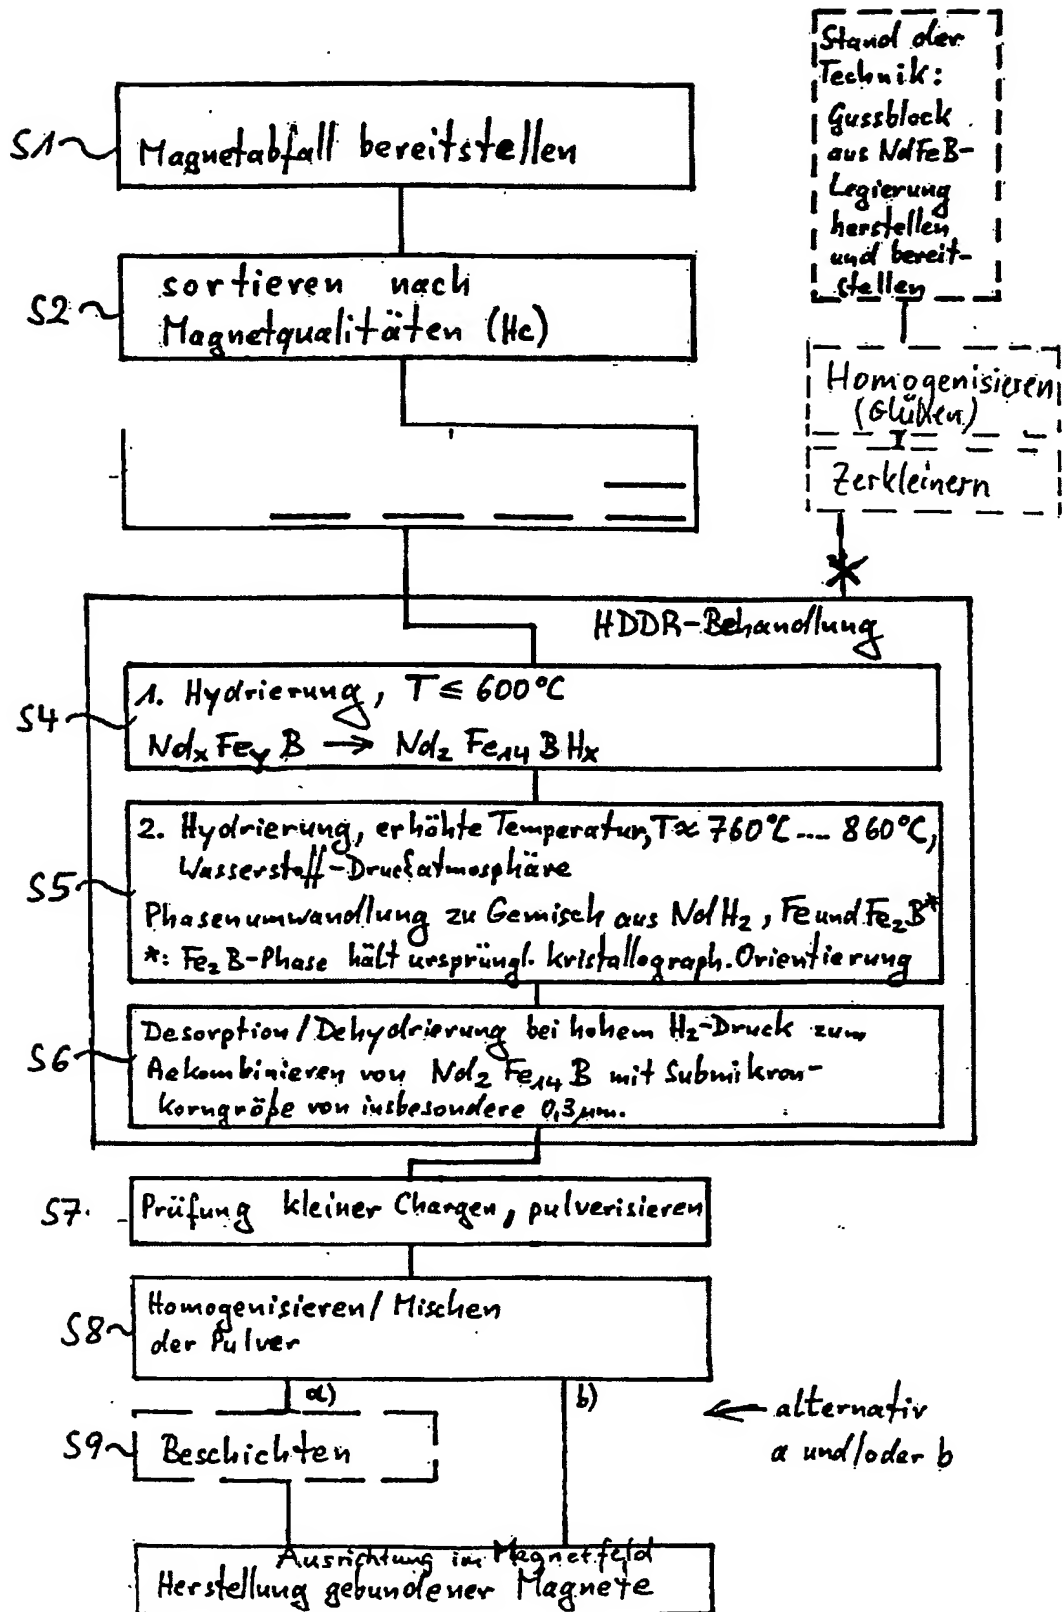 Stand der
Technik:
Gussblock
aus NdFeB-
Legierung
herstellen
und bereit-
stellen
S1
Magnetabfall bereitstellen
S2
sortieren nach
Magnetqualitäten (Hc)
Homogenisieren
(Glühen)
Zerkleinern
HDDR-Behandlung
S4
1. Hydrierung, T ≤ 600°C
NdxFeyB → Nd2Fe14BHx
S5
2. Hydrierung, erhöhte Temperatur, T≈ 760°C .... 860°C,
Wasserstoff-Druckatmosphäre
Phasenumwandlung zu Gemisch aus NdH2, Fe und Fe2B*
*: Fe2B-Phase hält ursprüngl. kristallograph. Orientierung
S6
Desorption/Dehydrierung bei hohem H2-Druck zum
Rekombinieren von Nd2Fe14B mit Submikron-
Korngröße von insbesondere 0,3 µm.
S7
Prüfung kleiner Chargen, pulverisieren
S8
Homogenisieren/Mischen
der Pulver
a) b)
← alternativ
a und/oder b
S9
Beschichten
Ausrichtung im Magnetfeld
Herstellung gebundener Magnete